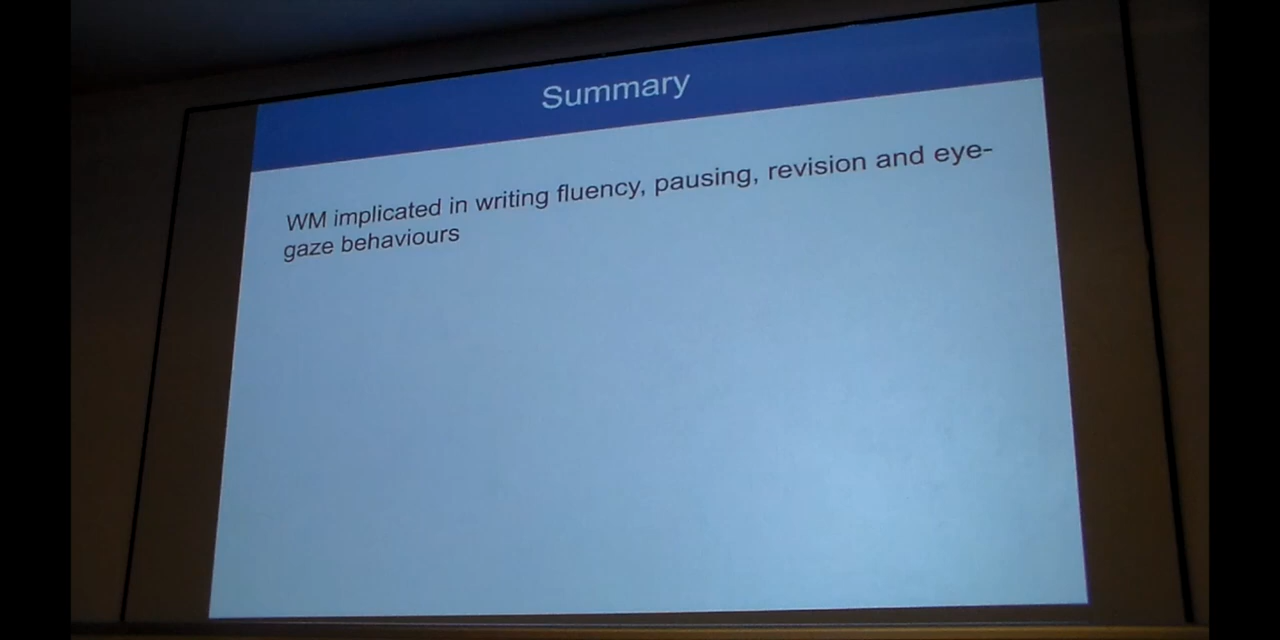 Summary
WM implicated in writing fluency, pausing, revision and eye-
gaze behaviours